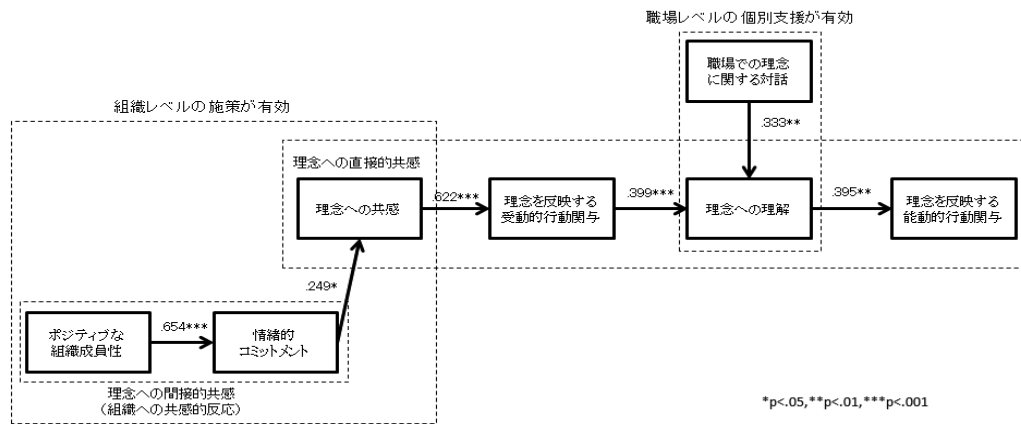 職場レベルの個別支援が有効
職場での理念
に関する対話
組織レベルの施策が有効
.333**
理念への直接的共感
理念への共感
.622***
理念を反映する
受動的行動関与
.399***
理念への理解
.395**
理念を反映する
能動的行動関与
.249*
ポジティブな
組織成員性
.654***
情緒的
コミットメント
理念への間接的共感
（組織への共感的反応）
*p<.05,**p<.01,***p<.001